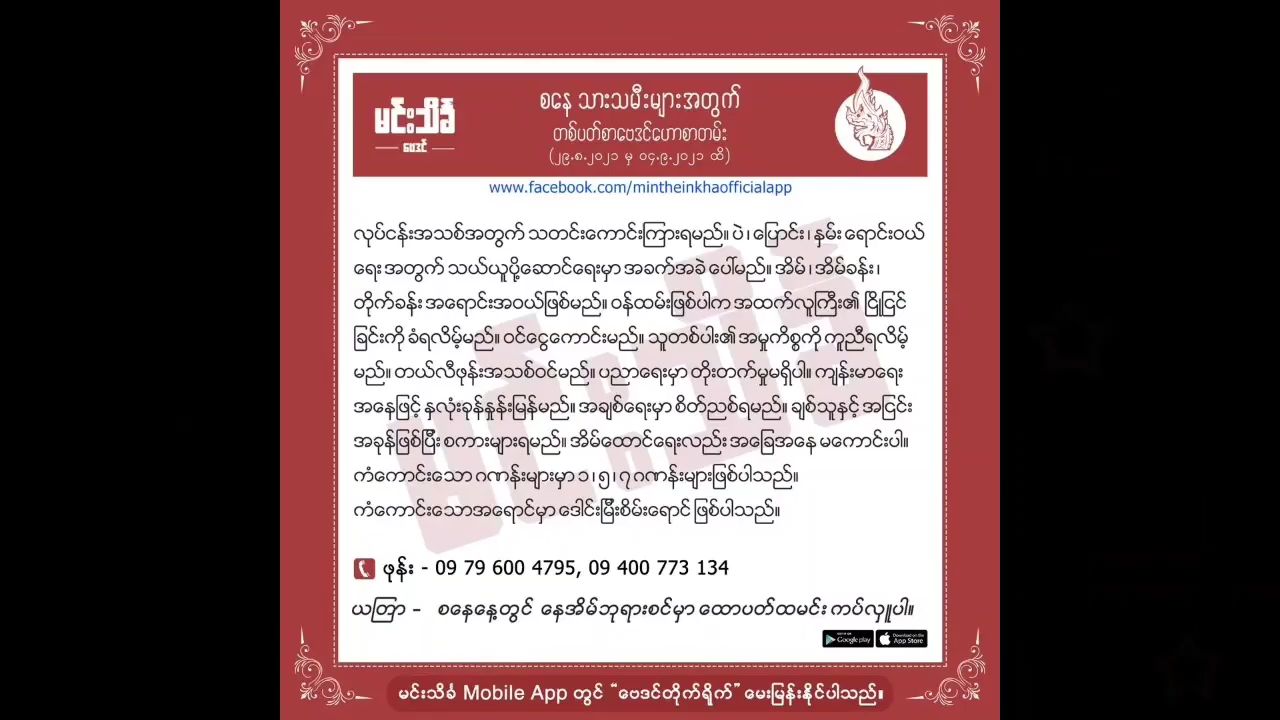 မင်းသိင်္ခ
ဗေဒင်
စနေ သားသမီးများအတွက်
တစ်ပတ်စာဗေဒင်ဟောစာတမ်း
(၂၉.၈.၂၀၂၁ မှ ၀၄.၉.၂၀၂၁ ထိ)
www.facebook.com/mintheinkhaofficialapp
လုပ်ငန်းအသစ်အတွက် သတင်းကောင်းကြားရမည်။ ပဲ ၊ ပြောင်း ၊ နှမ်း ရောင်းဝယ်
ရေး အတွက် သယ်ယူပို့ဆောင်ရေးမှာ အခက်အခဲ ပေါ်မည်။ အိမ် ၊ အိမ်ခန်း ၊
တိုက်ခန်း အရောင်းအဝယ်ဖြစ်မည်။ ဝန်ထမ်းဖြစ်ပါက အထက်လူကြီး၏ ငြိုငြင်
ခြင်းကို ခံရလိမ့်မည်။ ဝင်ငွေကောင်းမည်။ သူတစ်ပါး၏ အမှုကိစ္စကို ကူညီရလိမ့်
မည်။ တယ်လီဖုန်းအသစ်ဝင်မည်။ ပညာရေးမှာ တိုးတက်မှုမရှိပါ။ ကျန်းမာရေး
အနေဖြင့် နှလုံးခုန်နှုန်းမြန်မည်။ အချစ်ရေးမှာ စိတ်ညစ်ရမည်။ ချစ်သူနှင့် အငြင်း
အခုန်ဖြစ်ပြီး စကားများရမည်။ အိမ်ထောင်ရေးလည်း အခြေအနေ မကောင်းပါ။
ကံကောင်းသော ဂဏန်းများမှာ ၁ ၊ ၅ ၊ ၇ ဂဏန်းများဖြစ်ပါသည်။
ကံကောင်းသောအရောင်မှာ ဒေါင်းမြီးစိမ်းရောင် ဖြစ်ပါသည်။
ဖုန်း - 09 79 600 4795, 09 400 773 134
ယတြာ - စနေနေ့တွင် နေအိမ်ဘုရားစင်မှာ ထောပတ်ထမင်း ကပ်လှူပါ။
Google play
Download on the
App Store
မင်းသိင်္ခ Mobile App တွင် “ဗေဒင်တိုက်ရိုက်” မေးမြန်းနိုင်ပါသည်။